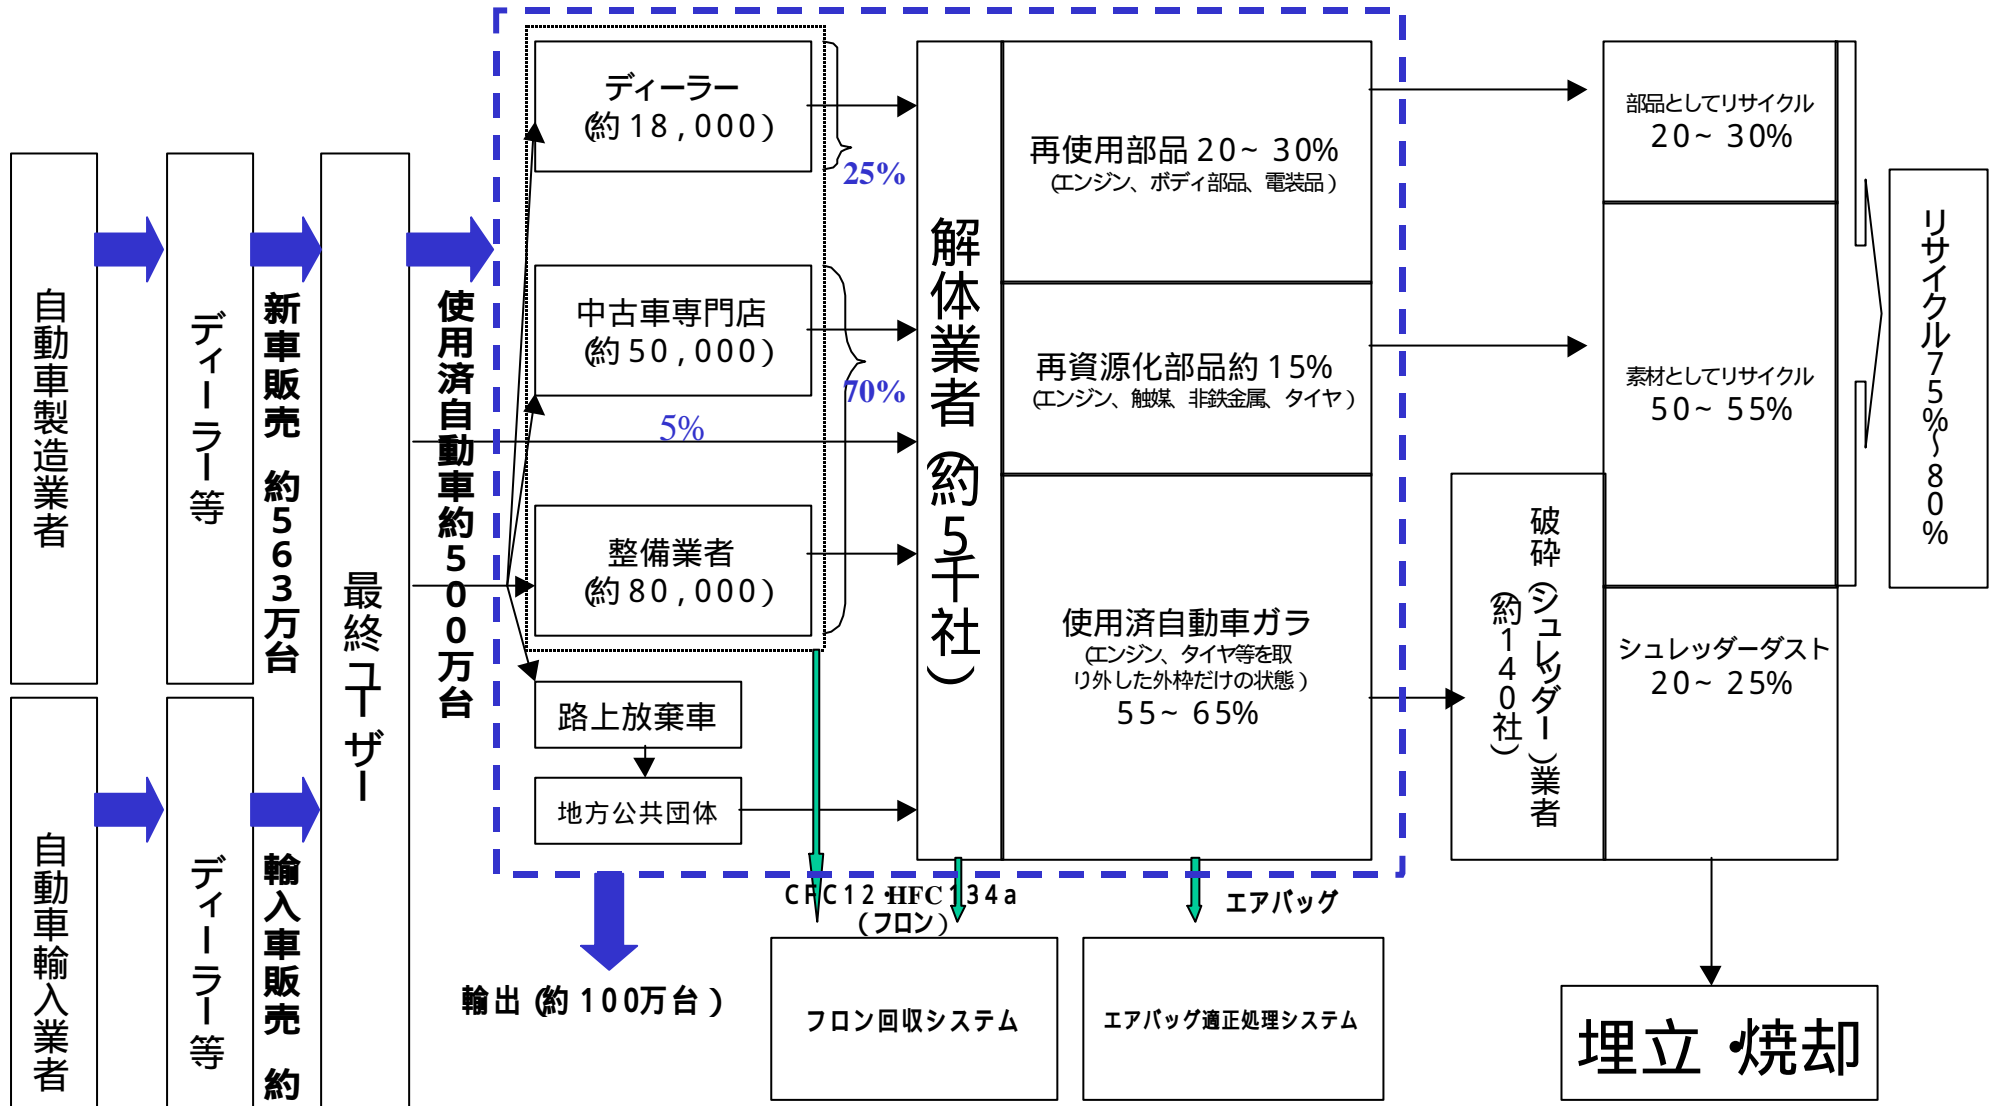 自動車製造業者
ディーラー等
新車販売 約563万台
自動車輸入業者
ディーラー等
輸入車販売 約
最終ユーザー
使用済自動車約500万台
ディーラー
(約18,000)
25%
中古車専門店
(約50,000)
70%
5%
整備業者
(約80,000)
路上放棄車
地方公共団体
解体業者(約5千社)
再使用部品20~30%
(エンジン、ボディ部品、電装品)
再資源化部品約15%
(エンジン、触媒、非鉄金属、タイヤ)
使用済自動車ガラ
(エンジン、タイヤ等を取
り外した外枠だけの状態)
55~65%
破砕(シュレッダー)業者
(約140社)
部品としてリサイクル
20~30%
素材としてリサイクル
50~55%
シュレッダーダスト
20~25%
リサイクル75%~80%
輸出(約100万台)
CFC12・HFC134a
(フロン)
エアバッグ
フロン回収システム
エアバッグ適正処理システム
埋立・焼却